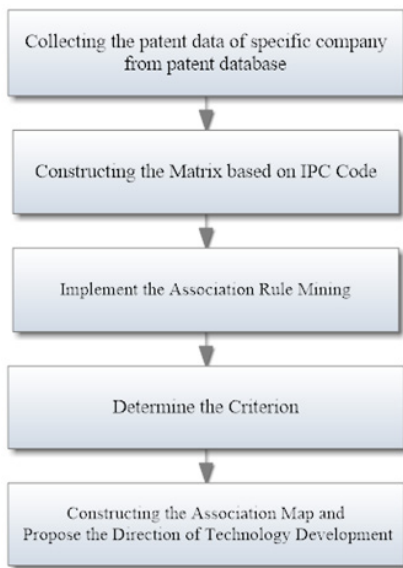 Collecting the patent data of specific company
from patent database
Constructing the Matrix based on IPC Code
Implement the Association Rule Mining
Determine the Criterion
Constructing the Association Map and
Propose the Direction of Technology Development